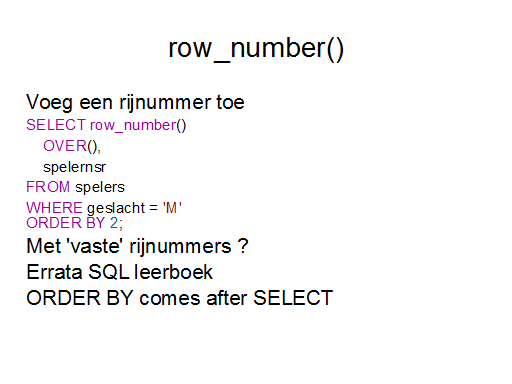 row_number()
Voeg een rijnummer toe
SELECT row_number()
OVER(),
spelernsr
FROM spelers
WHERE geslacht = 'M'
ORDER BY 2;
Met 'vaste' rijnummers ?
Errata SQL leerboek
ORDER BY comes after SELECT